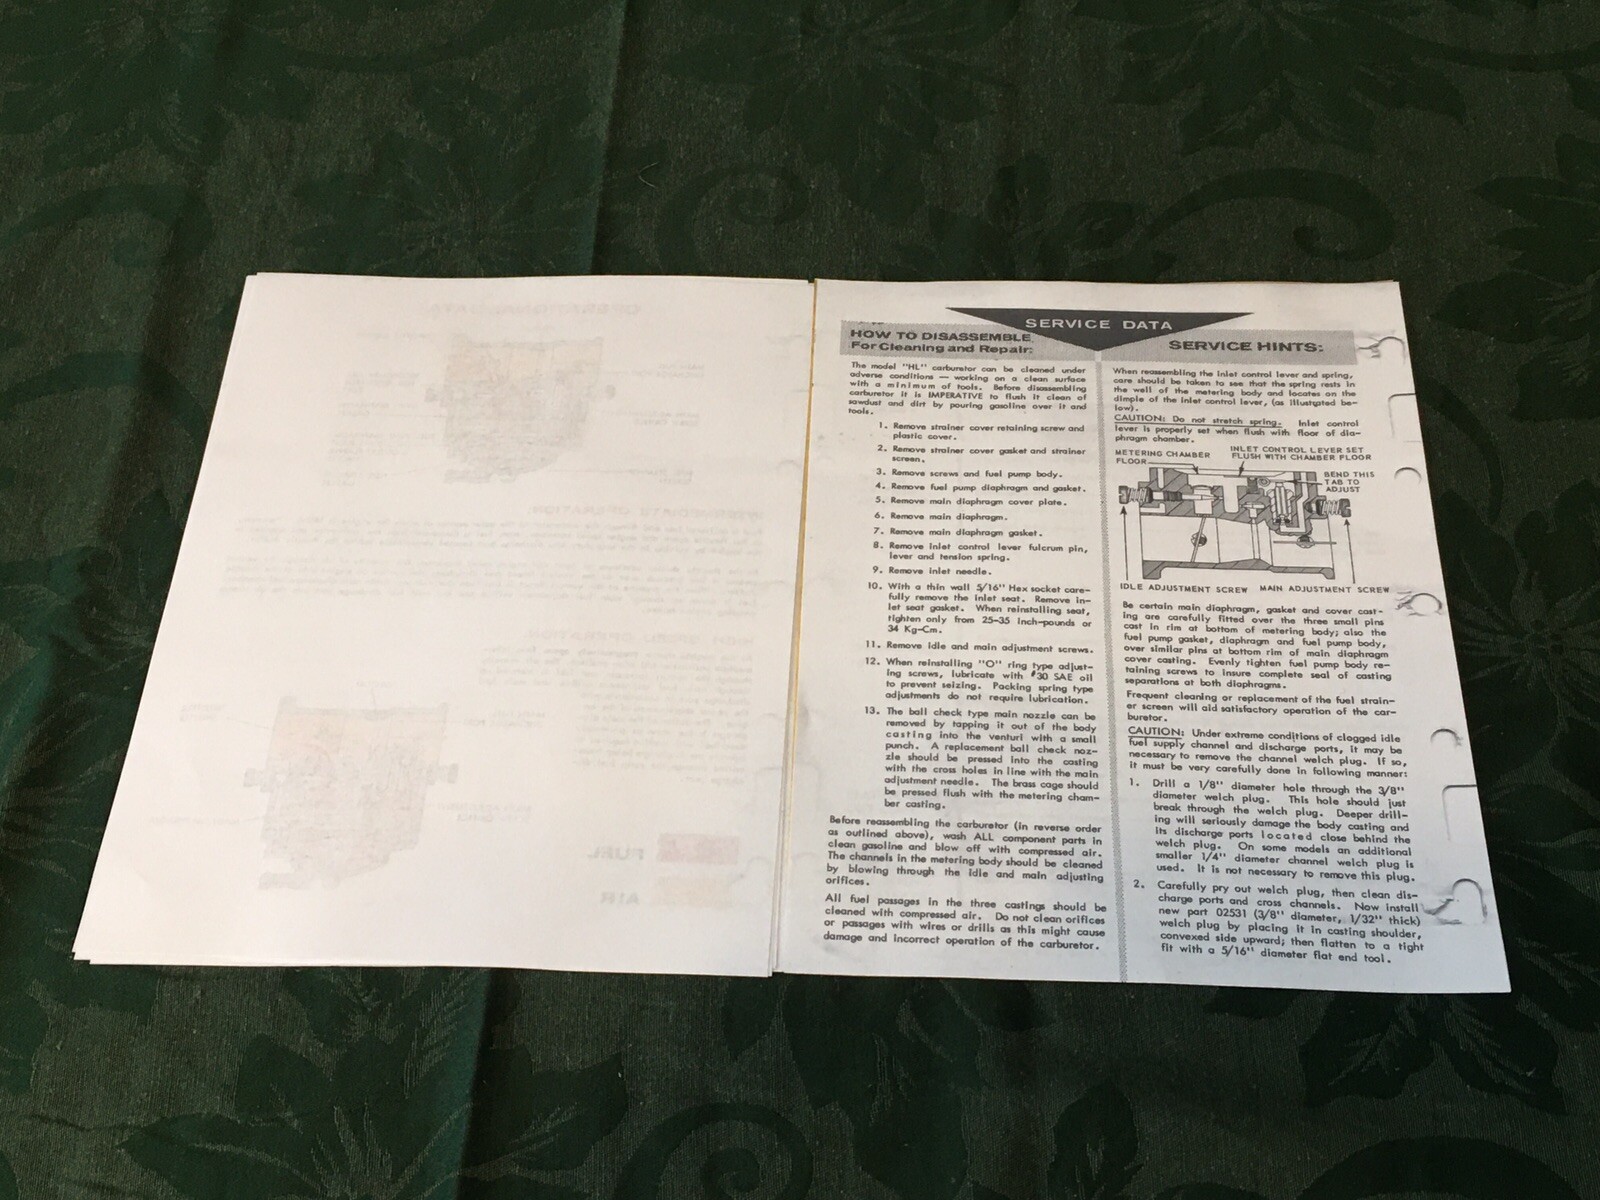 SERVICE DATA
HOW TO DISASSEMBLE
For Cleaning and Repair:
The model "HL" carburetor can be cleaned under
adverse conditions — working on a clean surface
with a minimum of tools. Before disassembling
carburetor it is IMPERATIVE to flush it clean of
sawdust and dirt by pouring gasoline over it and
tools.
1. Remove strainer cover retaining screw and
plastic cover.
2. Remove strainer cover gasket and strainer
screen.
3. Remove screws and fuel pump body.
4. Remove fuel pump diaphragm and gasket.
5. Remove main diaphragm cover plate.
6. Remove main diaphragm.
7. Remove main diaphragm gasket.
8. Remove inlet control lever fulcrum pin,
lever and tension spring.
9. Remove inlet needle.
10. With a thin wall 5/16" Hex socket care-
fully remove the inlet seat. Remove in-
let seat gasket. When reinstalling seat,
tighten only from 25-35 inch-pounds or
34 Kg-Cm.
11. Remove idle and main adjustment screws.
12. When reinstalling "O" ring type adjust-
ing screws, lubricate with #30 SAE oil
to prevent seizing. Packing spring type
adjustments do not require lubrication.
13. The ball check type main nozzle can be
removed by tapping it out of the body
casting into the venturi with a small
punch. A replacement ball check noz-
zle should be pressed into the casting
with the cross holes in line with the main
adjustment needle. The brass cage should
be pressed flush with the metering cham-
ber casting.
Before reassembling the carburetor (in reverse order
as outlined above), wash ALL component parts in
clean gasoline and blow off with compressed air.
The channels in the metering body should be cleaned
by blowing through the idle and main adjusting
orifices.
All fuel passages in the three castings should be
cleaned with compressed air. Do not clean orifices
or passages with wires or drills as this might cause
damage and incorrect operation of the carburetor.
SERVICE HINTS:
When reassembling the inlet control lever and spring,
care should be taken to see that the spring rests in
the well of the metering body and locates on the
dimple of the inlet control lever, (as illustrated be-
low).
CAUTION: Do not stretch spring. Inlet control
lever is properly set when flush with floor of dia-
phragm chamber.
METERING CHAMBER
FLOOR
INLET CONTROL LEVER SET
FLUSH WITH CHAMBER FLOOR
BEND THIS
TAB TO
ADJUST
IDLE ADJUSTMENT SCREW MAIN ADJUSTMENT SCREW
Be certain main diaphragm, gasket and cover cast-
ing are carefully fitted over the three small pins
cast in rim at bottom of metering body; also the
fuel pump gasket, diaphragm and fuel pump body,
over similar pins at bottom rim of main diaphragm
cover casting. Evenly tighten fuel pump body re-
taining screws to insure complete seal of casting
separations at both diaphragms.
Frequent cleaning or replacement of the fuel strain-
er screen will aid satisfactory operation of the car-
buretor.
CAUTION: Under extreme conditions of clogged idle
fuel supply channel and discharge ports, it may be
necessary to remove the channel welch plug. If so,
it must be very carefully done in following manner:
1. Drill a 1/8" diameter hole through the 3/8"
diameter welch plug. This hole should just
break through the welch plug. Deeper drill-
ing will seriously damage the body casting and
its discharge ports located close behind the
welch plug. On some models an additional
smaller 1/4" diameter channel welch plug is
used. It is not necessary to remove this plug.
2. Carefully pry out welch plug, then clean dis-
charge ports and cross channels. Now install
new part 02531 (3/8" diameter, 1/32" thick)
welch plug by placing it in casting shoulder,
convexed side upward; then flatten to a tight
fit with a 5/16" diameter flat end tool.